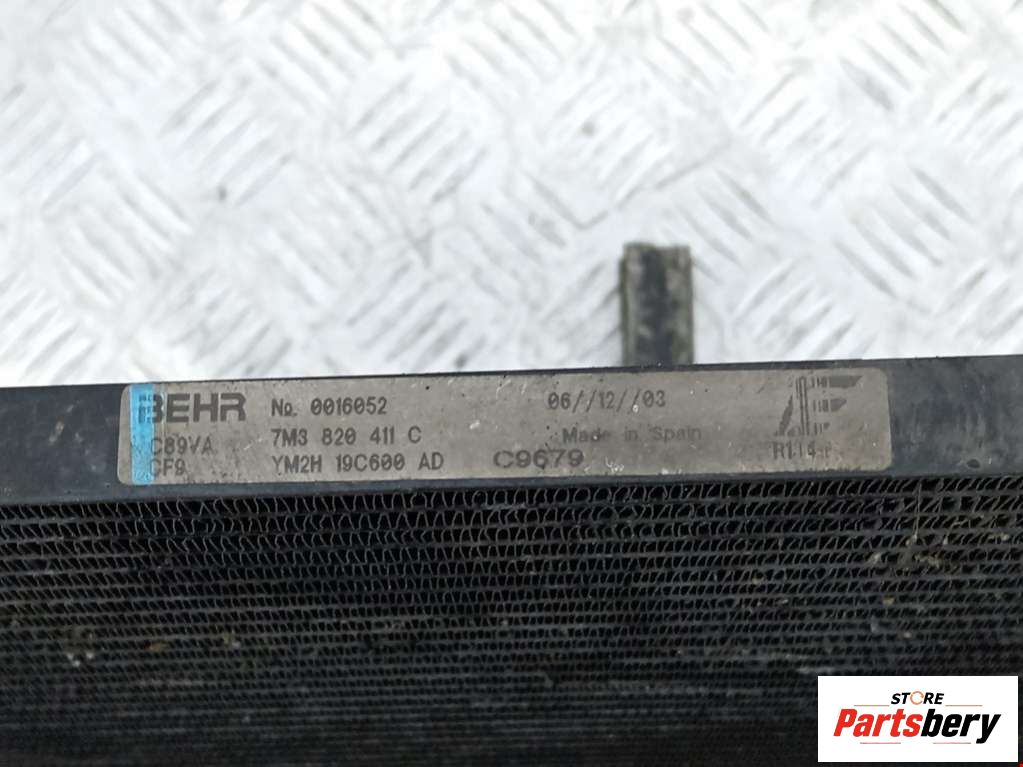 BEHR No. 0016052 06//12//03
C89VA 7M3 820 411 C Made in Spain
CF9 YM2H 19C600 AD C9679
STORE
Partsbery